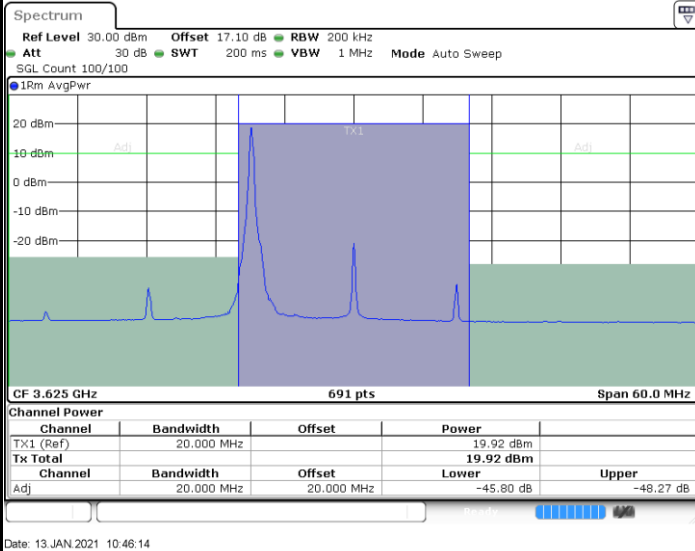 Spectrum
Ref Level 30.00 dBm Offset 17.10 dB RBW 200 kHz
Att 30 dB SWT 200 ms VBW 1 MHz Mode Auto Sweep
SGL Count 100/100
1Rm AvgPwr
20 dBm
TX1
Adj
Adj
10 dBm
0 dBm
-10 dBm
-20 dBm
CF 3.625 GHz 691 pts Span 60.0 MHz
Channel Power
Channel Bandwidth Offset Power
TX1 (Ref) 20.000 MHz 19.92 dBm
Tx Total 19.92 dBm
Channel Bandwidth Offset Lower Upper
Adj 20.000 MHz 20.000 MHz -45.80 dB -48.27 dB
Ready
Date: 13.JAN.2021 10:46:14